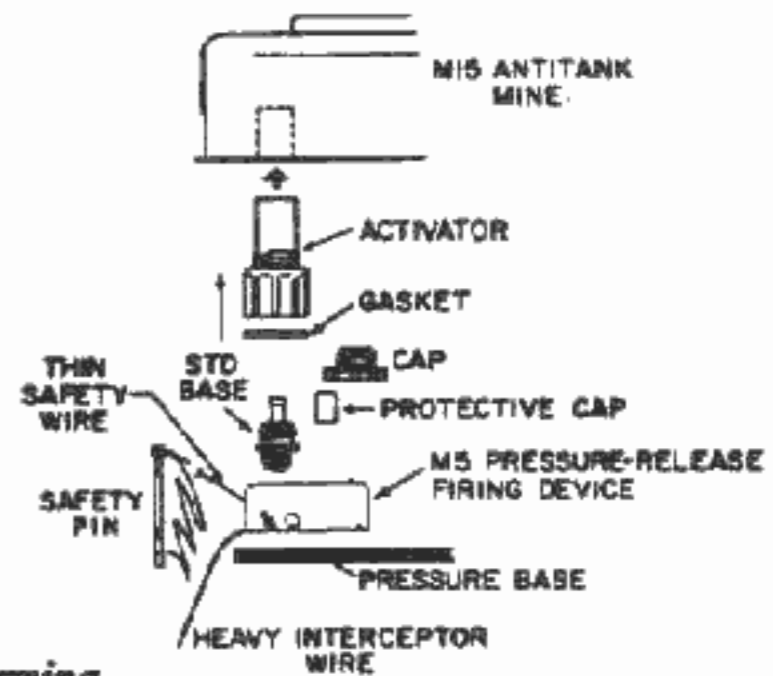 M15 ANTITANK
MINE.
ACTIVATOR
GASKET
CAP
THIN
SAFETY
WIRE
STD
BASE
PROTECTIVE CAP
M5 PRESSURE-RELEASE
FIRING DEVICE
SAFETY
PIN
PRESSURE BASE
HEAVY INTERCEPTOR
WIRE